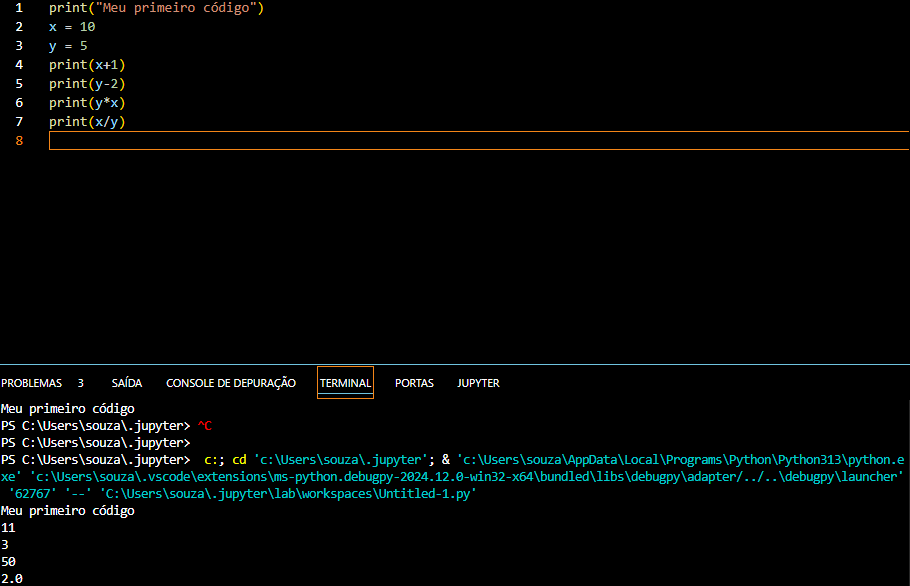 1 print("Meu primeiro código")
2 x = 10
3 y = 5
4 print(x+1)
5 print(y-2)
6 print(y*x)
7 print(x/y)
8
PROBLEMAS 3 SAÍDA CONSOLE DE DEPURAÇÃO TERMINAL PORTAS JUPYTER
Meu primeiro código
PS C:\Users\souza\.jupyter> ^C
PS C:\Users\souza\.jupyter>
PS C:\Users\souza\.jupyter>  c:; cd 'c:\Users\souza\.jupyter'; & 'c:\Users\souza\AppData\Local\Programs\Python\Python313\python.e
xe' 'c:\Users\souza\.vscode\extensions\ms-python.debugpy-2024.12.0-win32-x64\bundled\libs\debugpy\adapter/../..\debugpy\launcher'
 '62767' '--' 'C:\Users\souza\.jupyter\lab\workspaces\Untitled-1.py'
Meu primeiro código
11
3
50
2.0